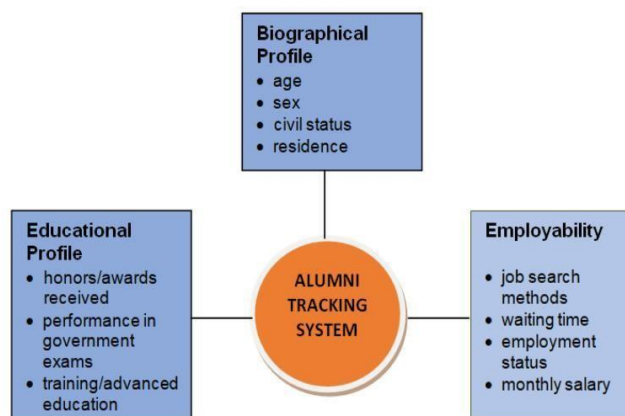 Biographical
Profile
• age
• sex
• civil status
• residence
Educational
Profile
• honors/awards
received
• performance in
government
exams
• training/advanced
education
ALUMNI
TRACKING
SYSTEM
Employability
• job search
methods
• waiting time
• employment
status
• monthly salary